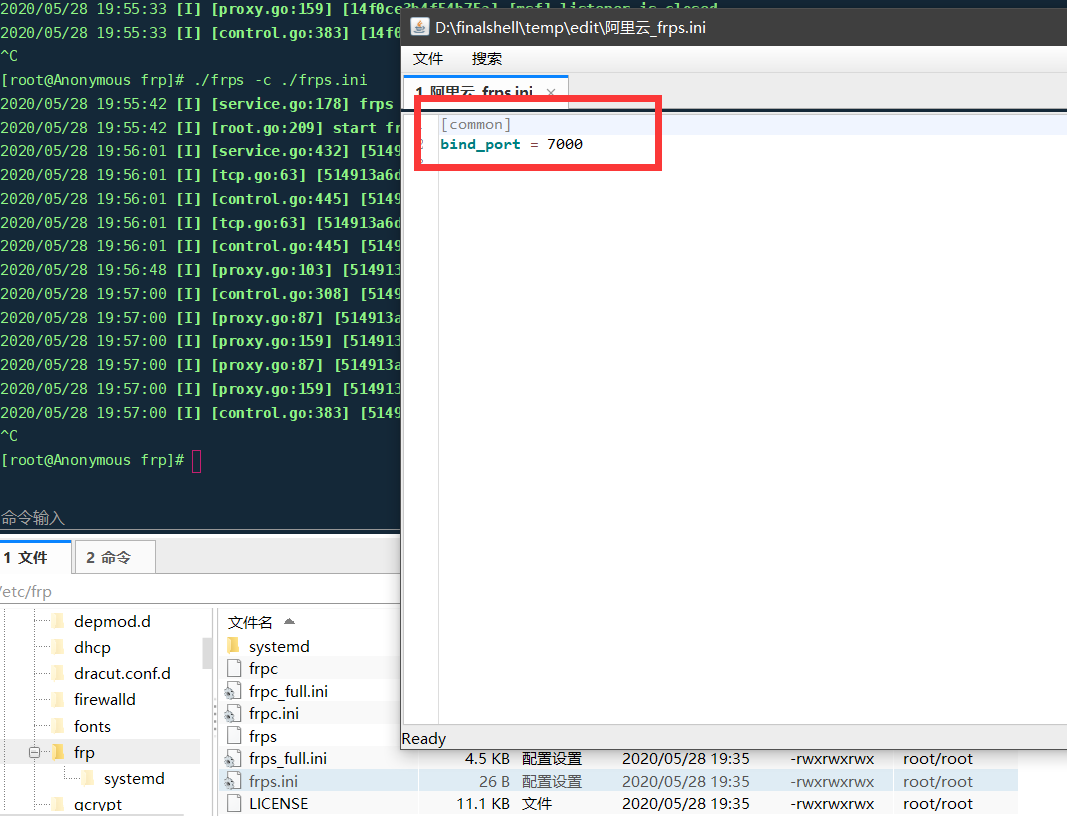 2020/05/28 19:55:33 [I] [proxy.go:159] [14f0ce3b4f54b75a] [msf] listener is closed
2020/05/28 19:55:33 [I] [control.go:383] [14f0
^C
[root@Anonymous frp]# ./frps -c ./frps.ini
2020/05/28 19:55:42 [I] [service.go:178] frps
2020/05/28 19:55:42 [I] [root.go:209] start fr
2020/05/28 19:56:01 [I] [service.go:432] [5149
2020/05/28 19:56:01 [I] [tcp.go:63] [514913a6d
2020/05/28 19:56:01 [I] [control.go:445] [5149
2020/05/28 19:56:01 [I] [tcp.go:63] [514913a6d
2020/05/28 19:56:01 [I] [control.go:445] [5149
2020/05/28 19:56:48 [I] [proxy.go:103] [514913
2020/05/28 19:57:00 [I] [control.go:308] [5149
2020/05/28 19:57:00 [I] [proxy.go:87] [514913a
2020/05/28 19:57:00 [I] [proxy.go:159] [514913
2020/05/28 19:57:00 [I] [proxy.go:87] [514913a
2020/05/28 19:57:00 [I] [proxy.go:159] [514913
2020/05/28 19:57:00 [I] [control.go:383] [5149
^C
[root@Anonymous frp]#
命令输入
D:\finalshell\temp\edit\阿里云_frps.ini
文件 搜索
1 阿里云_frps.ini
[common]
2 bind_port = 7000
Ready
1 文件 2 命令
/etc/frp
depmod.d
dhcp
dracut.conf.d
firewalld
fonts
frp
systemd
gcrypt
文件名
systemd
frpc
frpc_full.ini
frpc.ini
frps
frps_full.ini 4.5 KB 配置设置 2020/05/28 19:35 -rwxrwxrwx root/root
frps.ini 26 B 配置设置 2020/05/28 19:35 -rwxrwxrwx root/root
LICENSE 11.1 KB 文件 2020/05/28 19:35 -rwxrwxrwx root/root